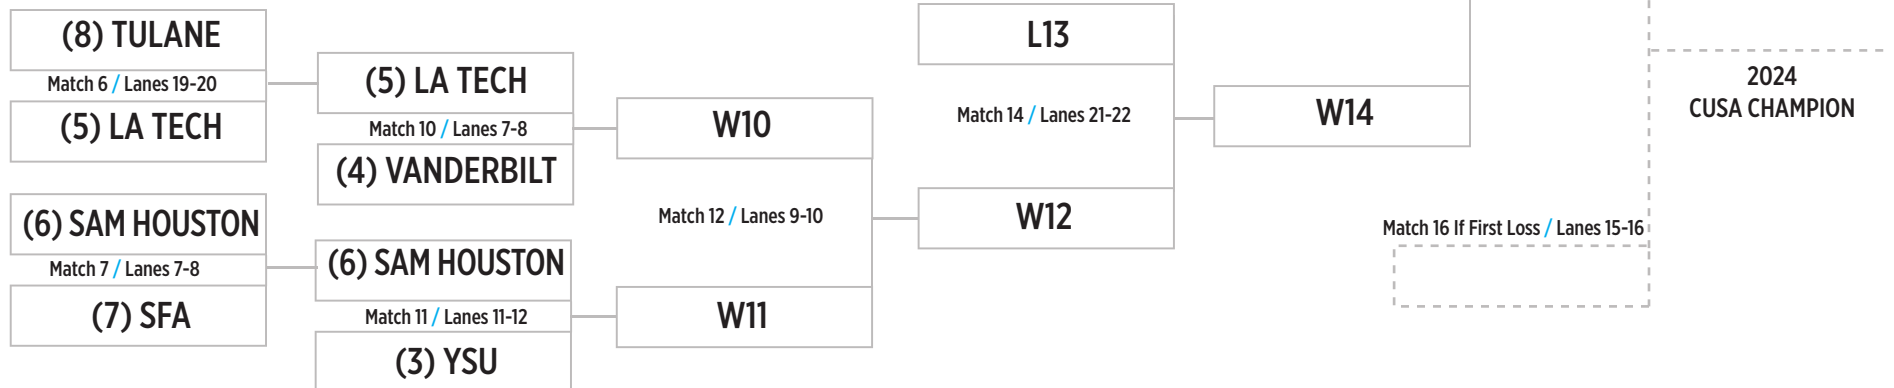 (8) TULANE
Match 6 / Lanes 19-20
(5) LA TECH
(6) SAM HOUSTON
Match 7 / Lanes 7-8
(7) SFA
(5) LA TECH
Match 10 / Lanes 7-8
(4) VANDERBILT
(6) SAM HOUSTON
Match 11 / Lanes 11-12
(3) YSU
W10
Match 12 / Lanes 9-10
W11
L13
Match 14 / Lanes 21-22
W12
W14
Match 16 If First Loss / Lanes 15-16
2024
CUSA CHAMPION